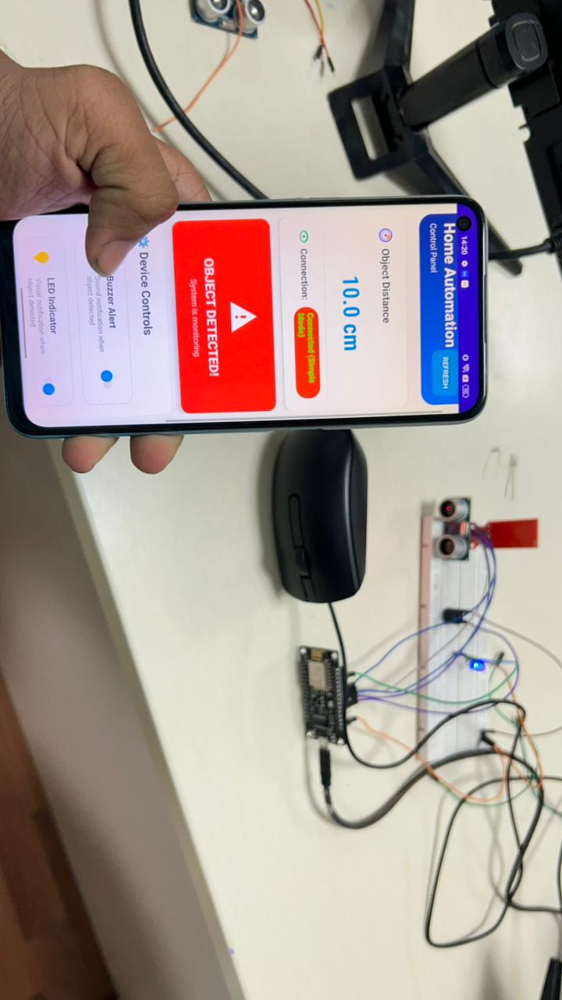 14:20
Home Automation
Control Panel
REFRESH
Object Distance
10.0 cm
Connection:
Connected (Simple
Mode)
OBJECT DETECTED!
System is monitoring
Device Controls
Buzzer Alert
Sound notification when
object detected
LED Indicator
Visual notification when
object detected